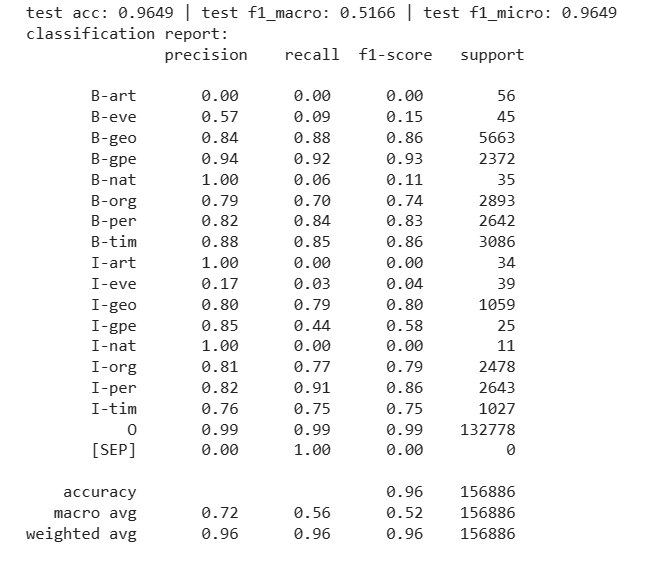 test acc: 0.9649 | test f1_macro: 0.5166 | test f1_micro: 0.9649
classification report:
precision recall f1-score support
B-art 0.00 0.00 0.00 56
B-eve 0.57 0.09 0.15 45
B-geo 0.84 0.88 0.86 5663
B-gpe 0.94 0.92 0.93 2372
B-nat 1.00 0.06 0.11 35
B-org 0.79 0.70 0.74 2893
B-per 0.82 0.84 0.83 2642
B-tim 0.88 0.85 0.86 3086
I-art 1.00 0.00 0.00 34
I-eve 0.17 0.03 0.04 39
I-geo 0.80 0.79 0.80 1059
I-gpe 0.85 0.44 0.58 25
I-nat 1.00 0.00 0.00 11
I-org 0.81 0.77 0.79 2478
I-per 0.82 0.91 0.86 2643
I-tim 0.76 0.75 0.75 1027
O 0.99 0.99 0.99 132778
[SEP] 0.00 1.00 0.00 0
accuracy 0.96 156886
macro avg 0.72 0.56 0.52 156886
weighted avg 0.96 0.96 0.96 156886